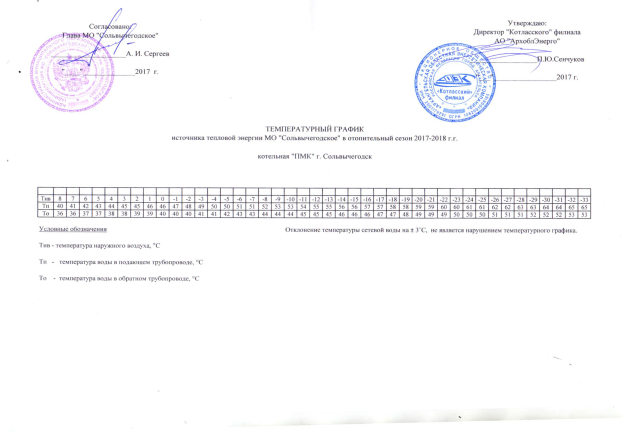 Согласовано:
Глава МО "Сольвычегодское"
А. И. Сергеев
2017 г.
Утверждаю:
Директор "Котласского" филиала
АО "АрхоблЭнерго"
П.Ю.Сенчуков
2017 г.
«Котласский»
филиал
ТЕМПЕРАТУРНЫЙ ГРАФИК
источника тепловой энергии МО "Сольвычегодское" в отопительный сезон 2017-2018 г.г.
котельная "ПМК" г. Сольвычегодск
Тнв 8 7 6 5 4 3 2 1 0 -1 -2 -3 -4 -5 -6 -7 -8 -9 -10 -11 -12 -13 -14 -15 -16 -17 -18 -19 -20 -21 -22 -23 -24 -25 -26 -27 -28 -29 -30 -31 -32 -33
Тп 40 41 42 43 44 45 45 46 46 47 48 49 50 50 51 51 52 53 53 54 55 55 56 56 57 57 58 58 59 59 60 60 61 61 62 62 63 63 64 64 65 65
То 36 36 37 37 38 38 39 39 40 40 40 41 41 42 43 43 44 44 44 45 45 45 46 46 46 47 47 48 49 49 49 50 50 50 51 51 51 52 52 52 53 53
Условные обозначения
Отклонение температуры сетевой воды на ± 3˚С, не является нарушением температурного графика.
Тнв - температура наружного воздуха, °С
Тп - температура воды в подающем трубопроводе, °С
То - температура воды в обратном трубопроводе, °С